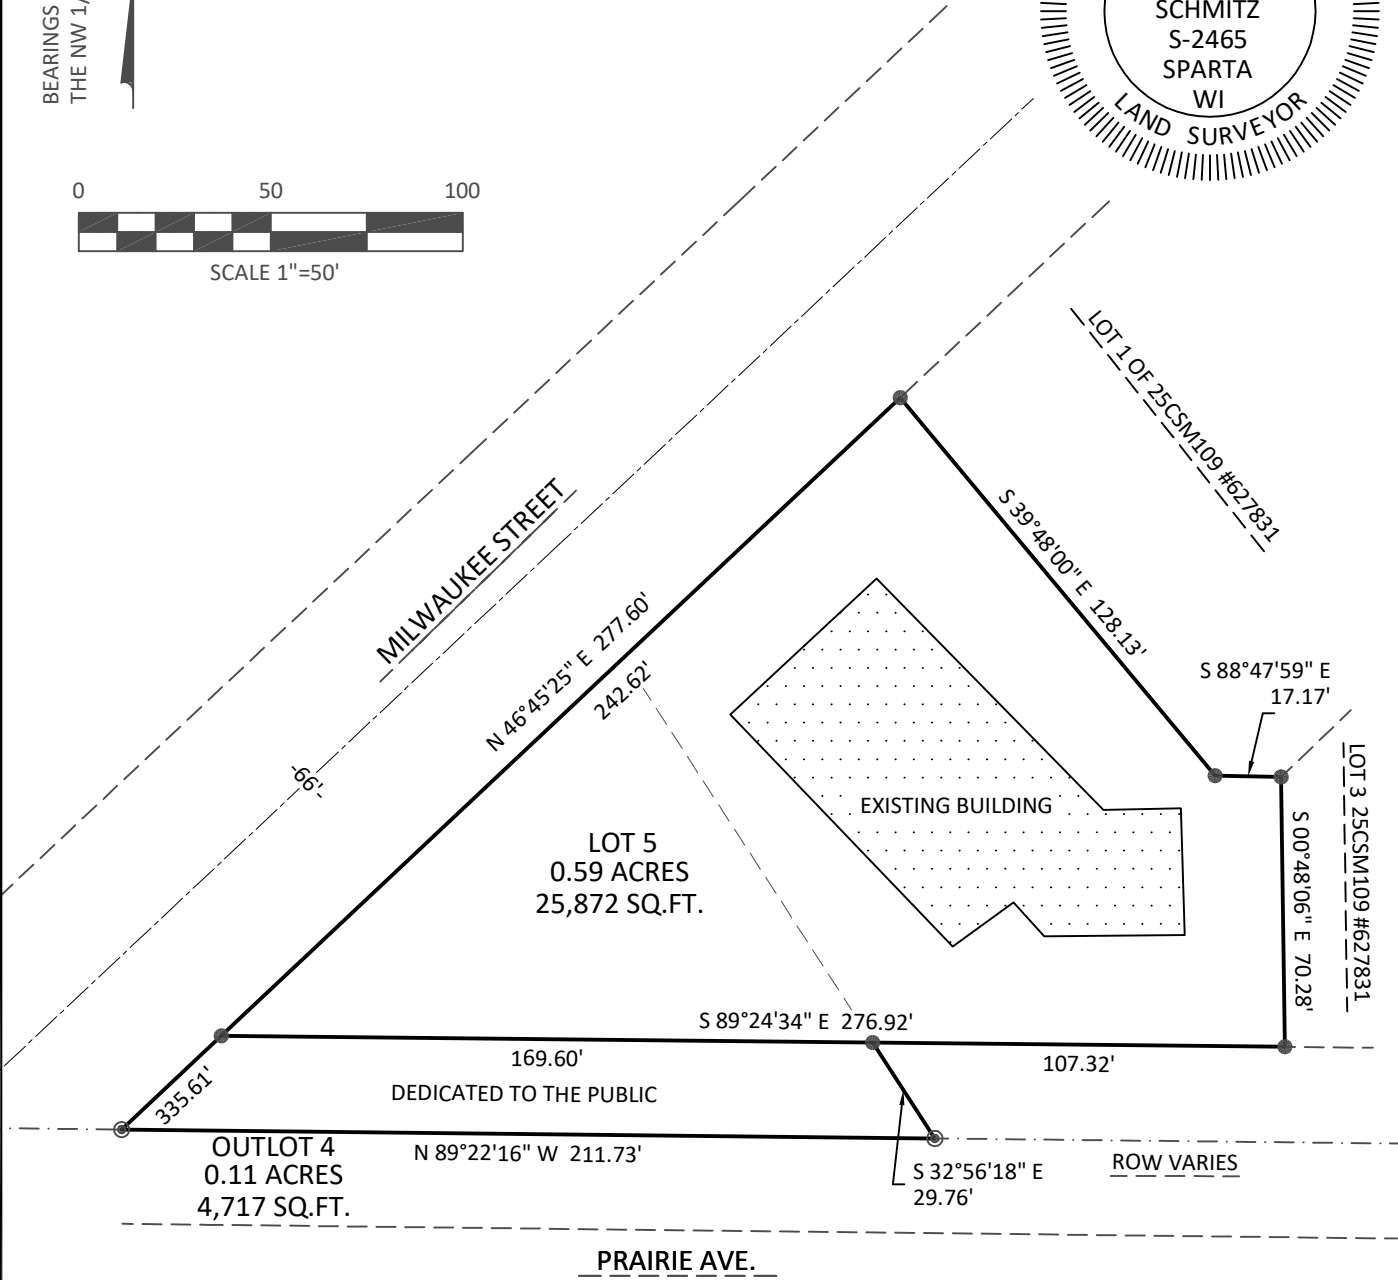 BEARINGS
THE NW 1/
SCHMITZ
S-2465
SPARTA
WI
LAND SURVEYOR
0 50 100
SCALE 1"=50'
LOT 1 OF 25CSM109 #627831
MILWAUKEE STREET
S 39°48'00" E 128.13'
N 46°45'25" E 277.60'
242.62'
S 88°47'59" E
17.17'
-66'-
LOT 3 25CSM109 #627831
EXISTING BUILDING
LOT 5
0.59 ACRES
25,872 SQ.FT.
S 00°48'06" E 70.28'
S 89°24'34" E 276.92'
169.60'
107.32'
335.61'
DEDICATED TO THE PUBLIC
OUTLOT 4
0.11 ACRES
4,717 SQ.FT.
N 89°22'16" W 211.73'
S 32°56'18" E
29.76'
ROW VARIES
PRAIRIE AVE.